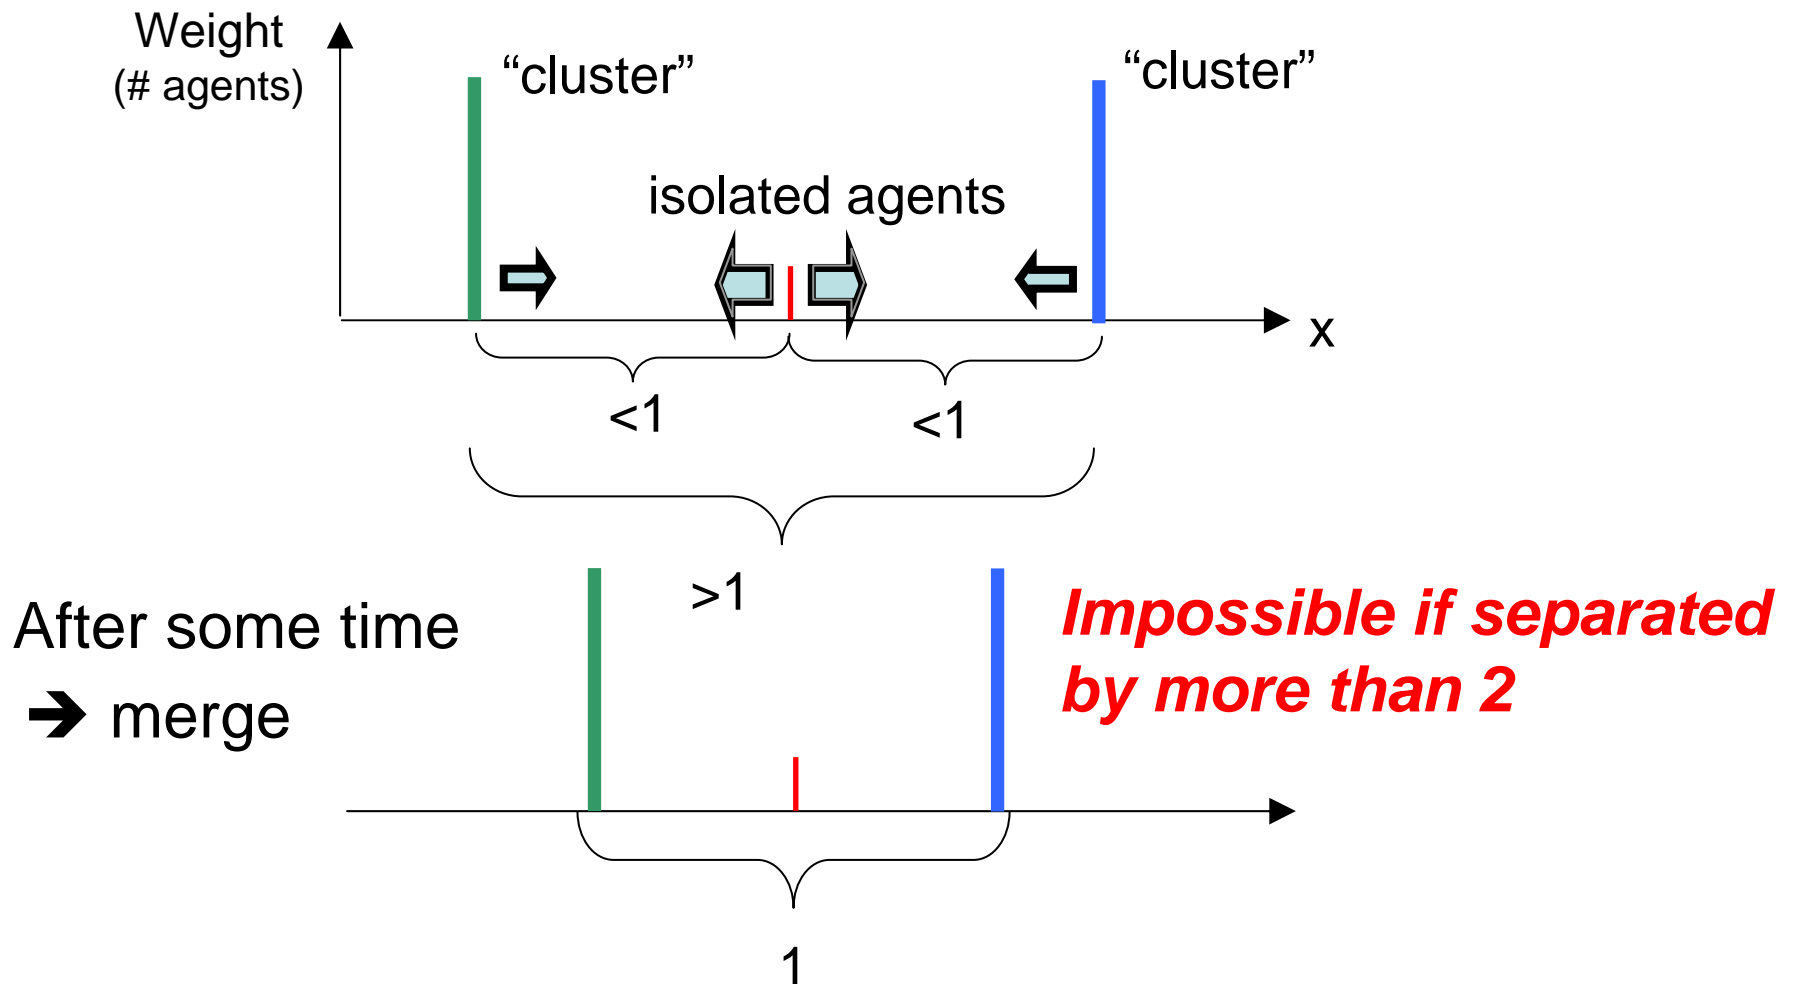 Weight
(# agents)
“cluster”
“cluster”
isolated agents
x
<1
<1
>1
After some time
➔ merge
Impossible if separated
by more than 2
1